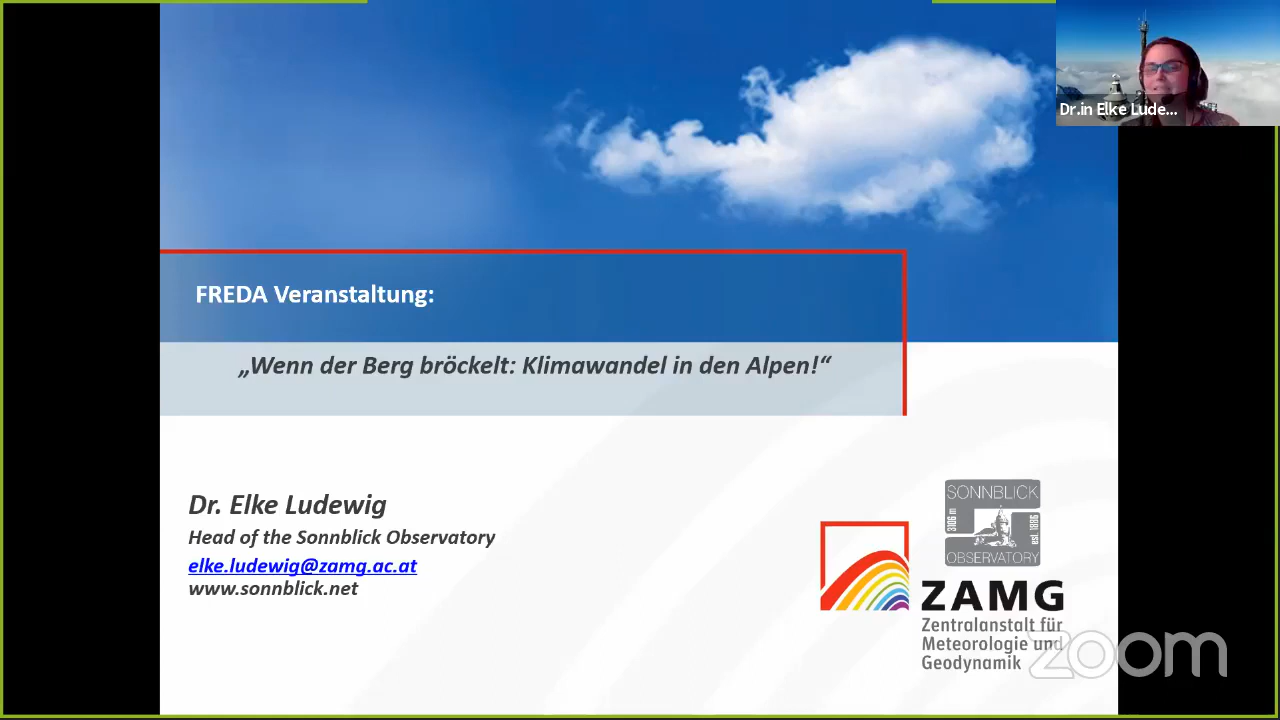 Dr.in Elke Lude...
FREDA Veranstaltung:
„Wenn der Berg bröckelt: Klimawandel in den Alpen!“
Dr. Elke Ludewig
Head of the Sonnblick Observatory
elke.ludewig@zamg.ac.at
www.sonnblick.net
SONNBLICK
3106 m
est. 1886
OBSERVATORY
ZAMG
Zentralanstalt für
Meteorologie und
Geodynamik
zoom